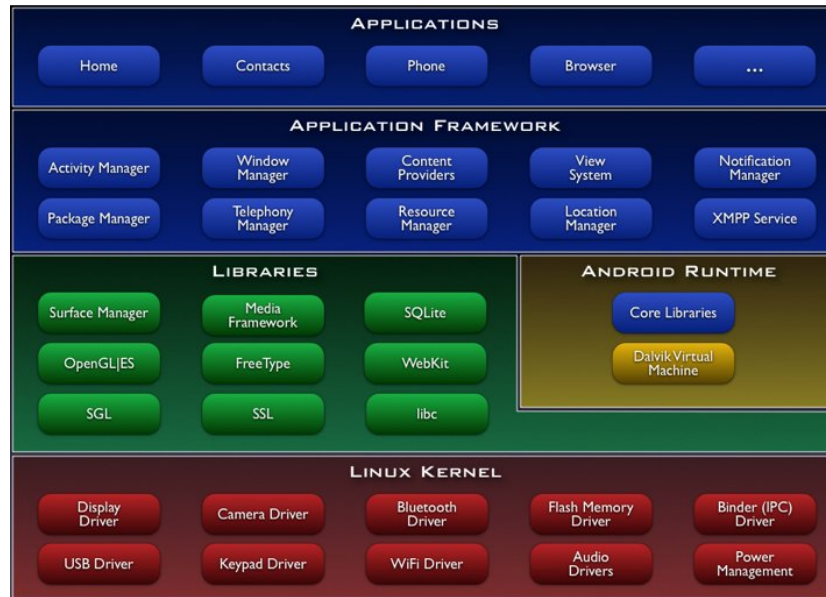 APPLICATIONS
Home
Contacts
Phone
Browser
...
APPLICATION FRAMEWORK
Activity Manager
Window
Manager
Content
Providers
View
System
Notification
Manager
Package Manager
Telephony
Manager
Resource
Manager
Location
Manager
XMPP Service
LIBRARIES
Surface Manager
Media
Framework
SQLite
OpenGL|ES
FreeType
WebKit
SGL
SSL
libc
ANDROID RUNTIME
Core Libraries
Dalvik Virtual
Machine
LINUX KERNEL
Display
Driver
Camera Driver
Bluetooth
Driver
Flash Memory
Driver
Binder (IPC)
Driver
USB Driver
Keypad Driver
WiFi Driver
Audio
Drivers
Power
Management